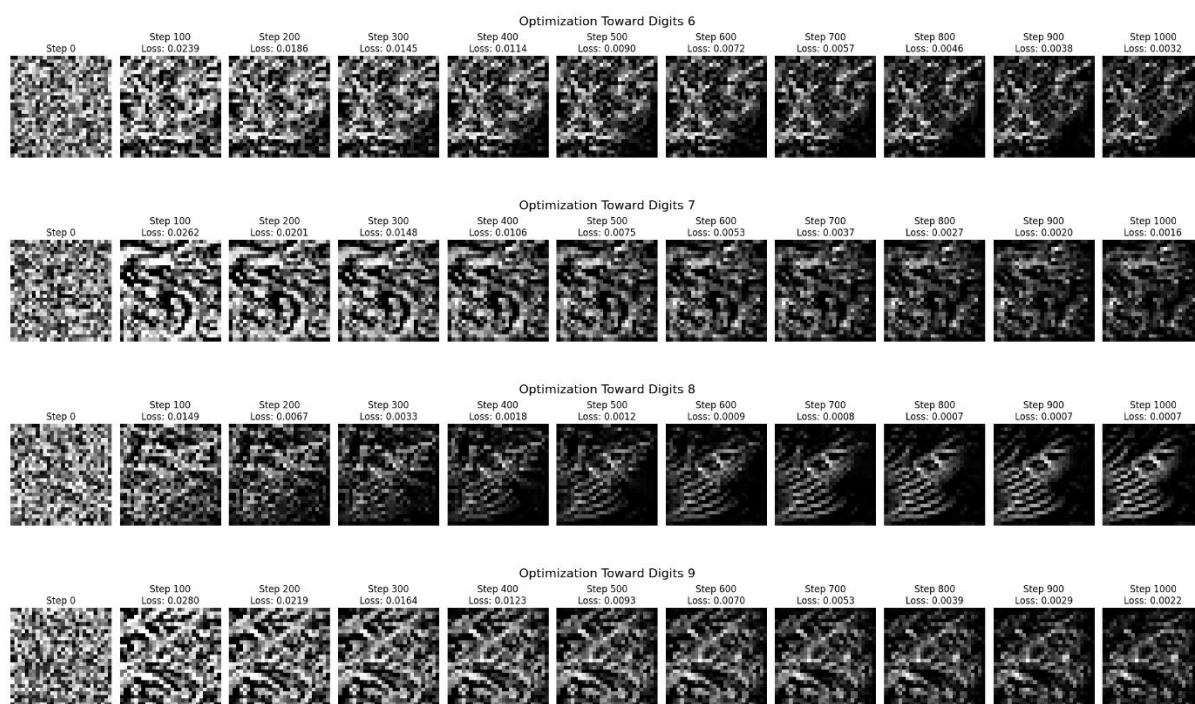 Optimization Toward Digits 6
Step 0 Step 100 Step 200 Step 300 Step 400 Step 500 Step 600 Step 700 Step 800 Step 900 Step 1000
Loss: 0.0239 Loss: 0.0186 Loss: 0.0145 Loss: 0.0114 Loss: 0.0090 Loss: 0.0072 Loss: 0.0057 Loss: 0.0046 Loss: 0.0038 Loss: 0.0032
Optimization Toward Digits 7
Step 0 Step 100 Step 200 Step 300 Step 400 Step 500 Step 600 Step 700 Step 800 Step 900 Step 1000
Loss: 0.0262 Loss: 0.0201 Loss: 0.0148 Loss: 0.0106 Loss: 0.0075 Loss: 0.0053 Loss: 0.0037 Loss: 0.0027 Loss: 0.0020 Loss: 0.0016
Optimization Toward Digits 8
Step 0 Step 100 Step 200 Step 300 Step 400 Step 500 Step 600 Step 700 Step 800 Step 900 Step 1000
Loss: 0.0149 Loss: 0.0067 Loss: 0.0033 Loss: 0.0018 Loss: 0.0012 Loss: 0.0009 Loss: 0.0008 Loss: 0.0007 Loss: 0.0007 Loss: 0.0007
Optimization Toward Digits 9
Step 0 Step 100 Step 200 Step 300 Step 400 Step 500 Step 600 Step 700 Step 800 Step 900 Step 1000
Loss: 0.0280 Loss: 0.0219 Loss: 0.0164 Loss: 0.0123 Loss: 0.0093 Loss: 0.0070 Loss: 0.0053 Loss: 0.0039 Loss: 0.0029 Loss: 0.0022